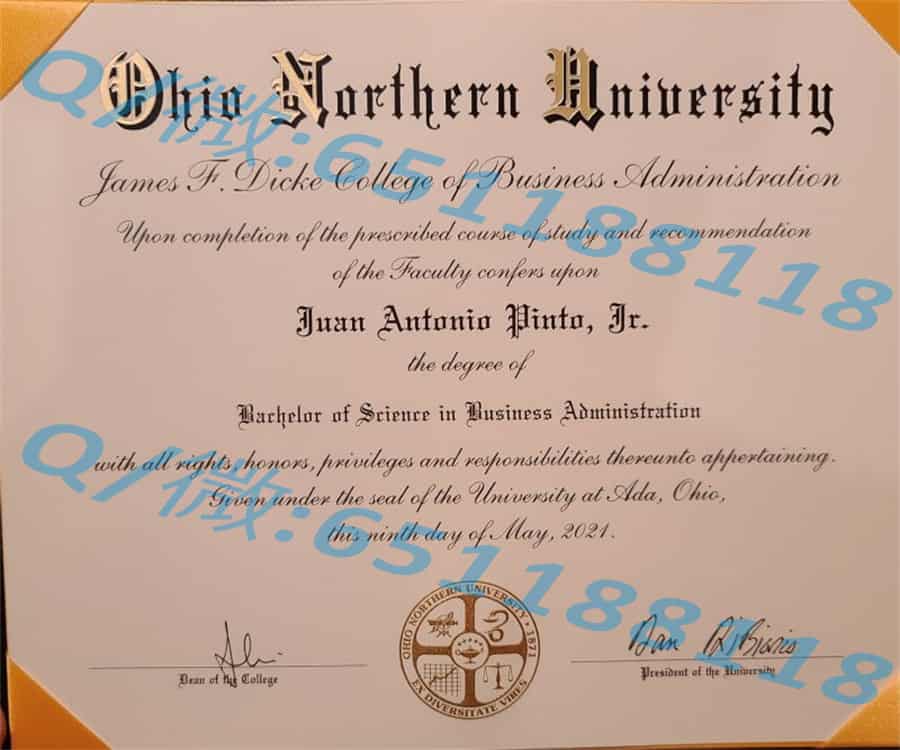 Ohio Northern University
James F. Dicke College of Business Administration
Upon completion of the prescribed course of study and recommendation
of the Faculty confers upon
Juan Antonio Pinto, Jr.
the degree of
Bachelor of Science in Business Administration
with all rights, honors, privileges and responsibilities thereunto appertaining.
Given under the seal of the University at Ada, Ohio,
this ninth day of May, 2021.
Dean of the College
OHIO NORTHERN UNIVERSITY • 1871
EX DIVERSITATE VIRES
President of the University
Q/微:651188118
Q/微:651188118